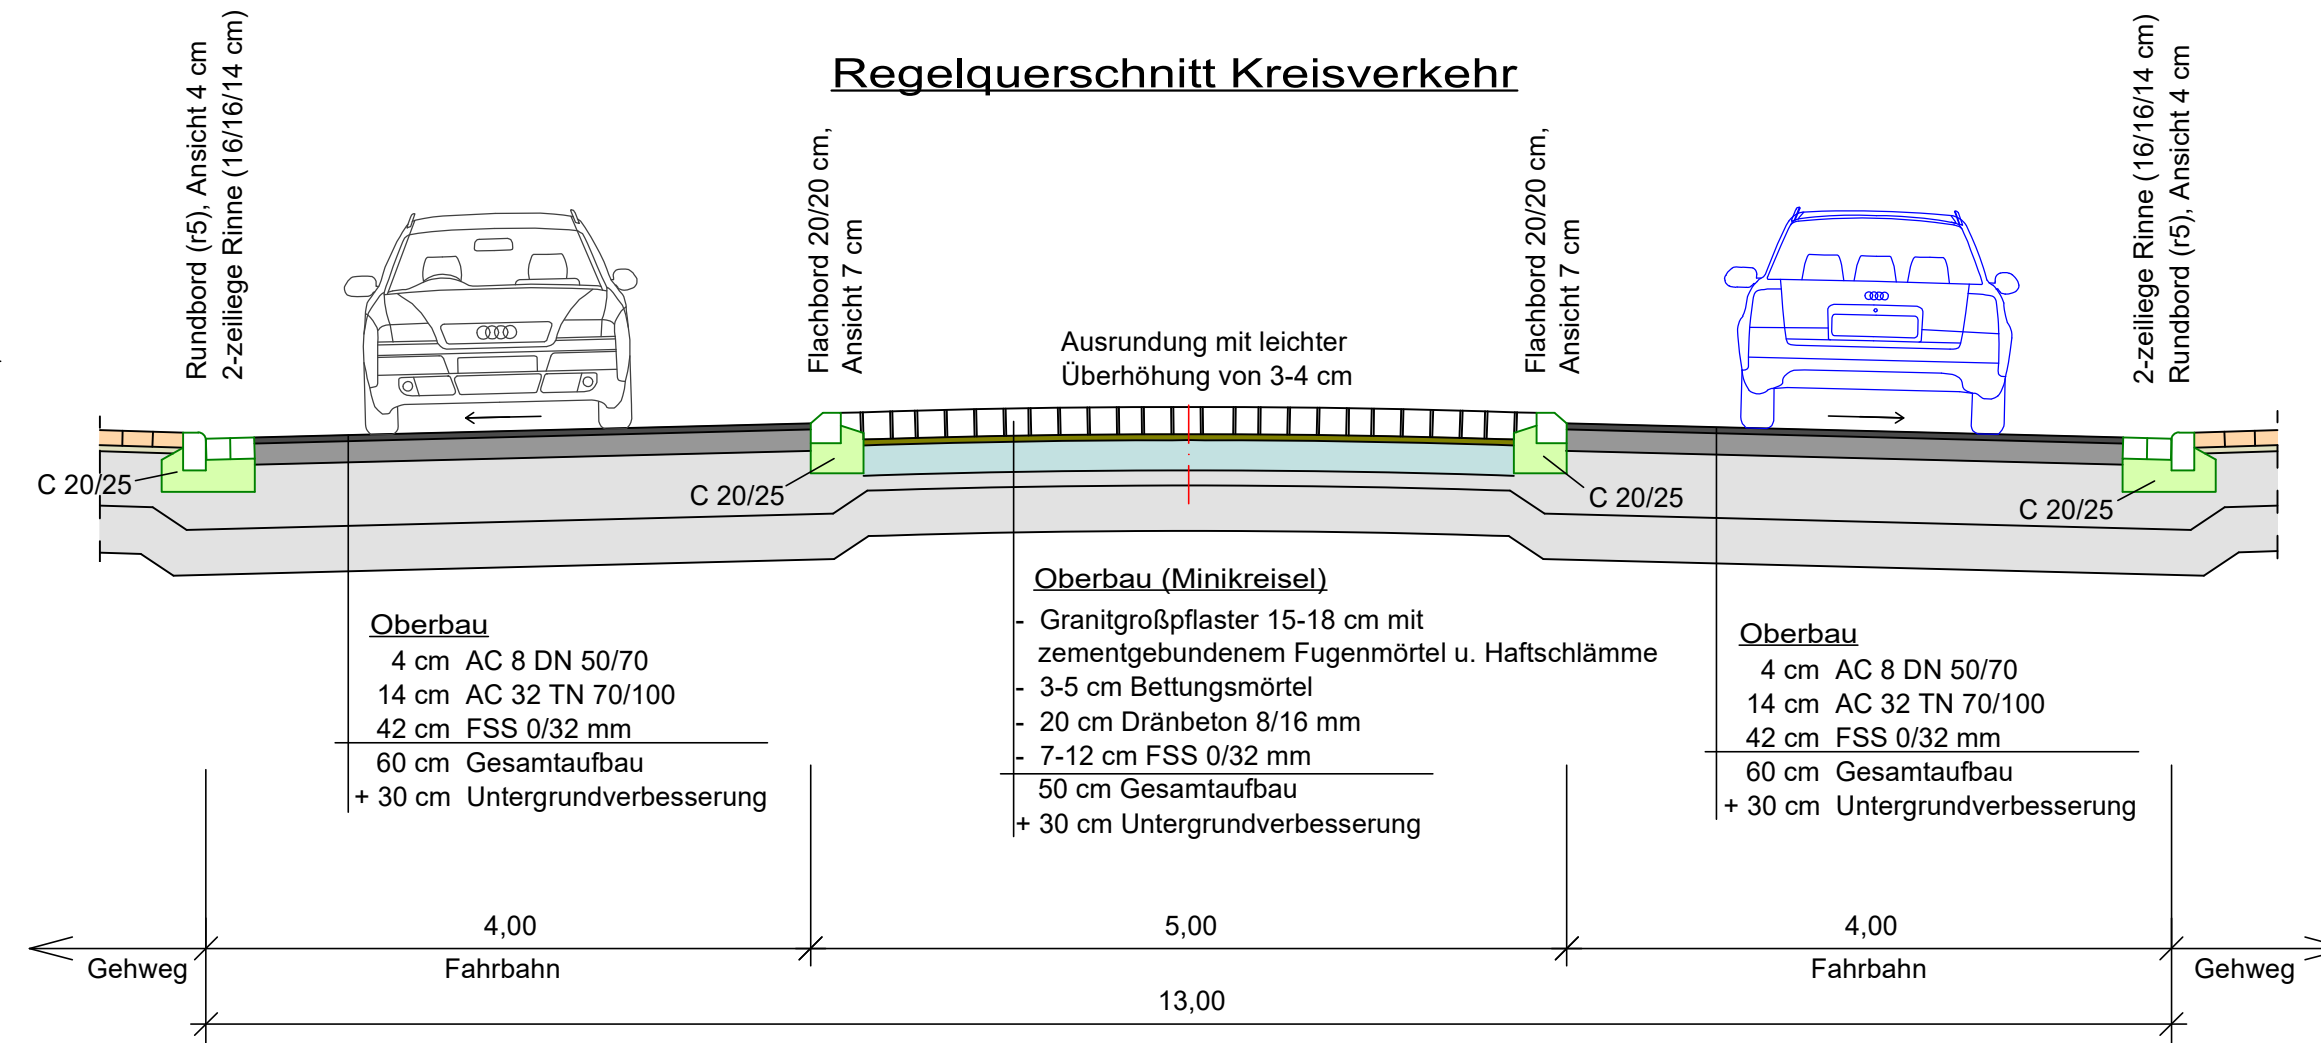 Regelquerschnitt Kreisverkehr
Rundbord (r5), Ansicht 4 cm
2-zeiliege Rinne (16/16/14 cm)
Flachbord 20/20 cm,
Ansicht 7 cm
Ausrundung mit leichter
Überhöhung von 3-4 cm
Flachbord 20/20 cm,
Ansicht 7 cm
2-zeiliege Rinne (16/16/14 cm)
Rundbord (r5), Ansicht 4 cm
C 20/25
C 20/25
C 20/25
C 20/25
Oberbau
4 cm AC 8 DN 50/70
14 cm AC 32 TN 70/100
42 cm FSS 0/32 mm
60 cm Gesamtaufbau
+ 30 cm Untergrundverbesserung
Oberbau (Minikreisel)
- Granitgroßpflaster 15-18 cm mit
zementgebundenem Fugenmörtel u. Haftschlämme
- 3-5 cm Bettungsmörtel
- 20 cm Dränbeton 8/16 mm
- 7-12 cm FSS 0/32 mm
50 cm Gesamtaufbau
+ 30 cm Untergrundverbesserung
Oberbau
4 cm AC 8 DN 50/70
14 cm AC 32 TN 70/100
42 cm FSS 0/32 mm
60 cm Gesamtaufbau
+ 30 cm Untergrundverbesserung
4,00
5,00
4,00
Gehweg
Fahrbahn
Fahrbahn
Gehweg
13,00